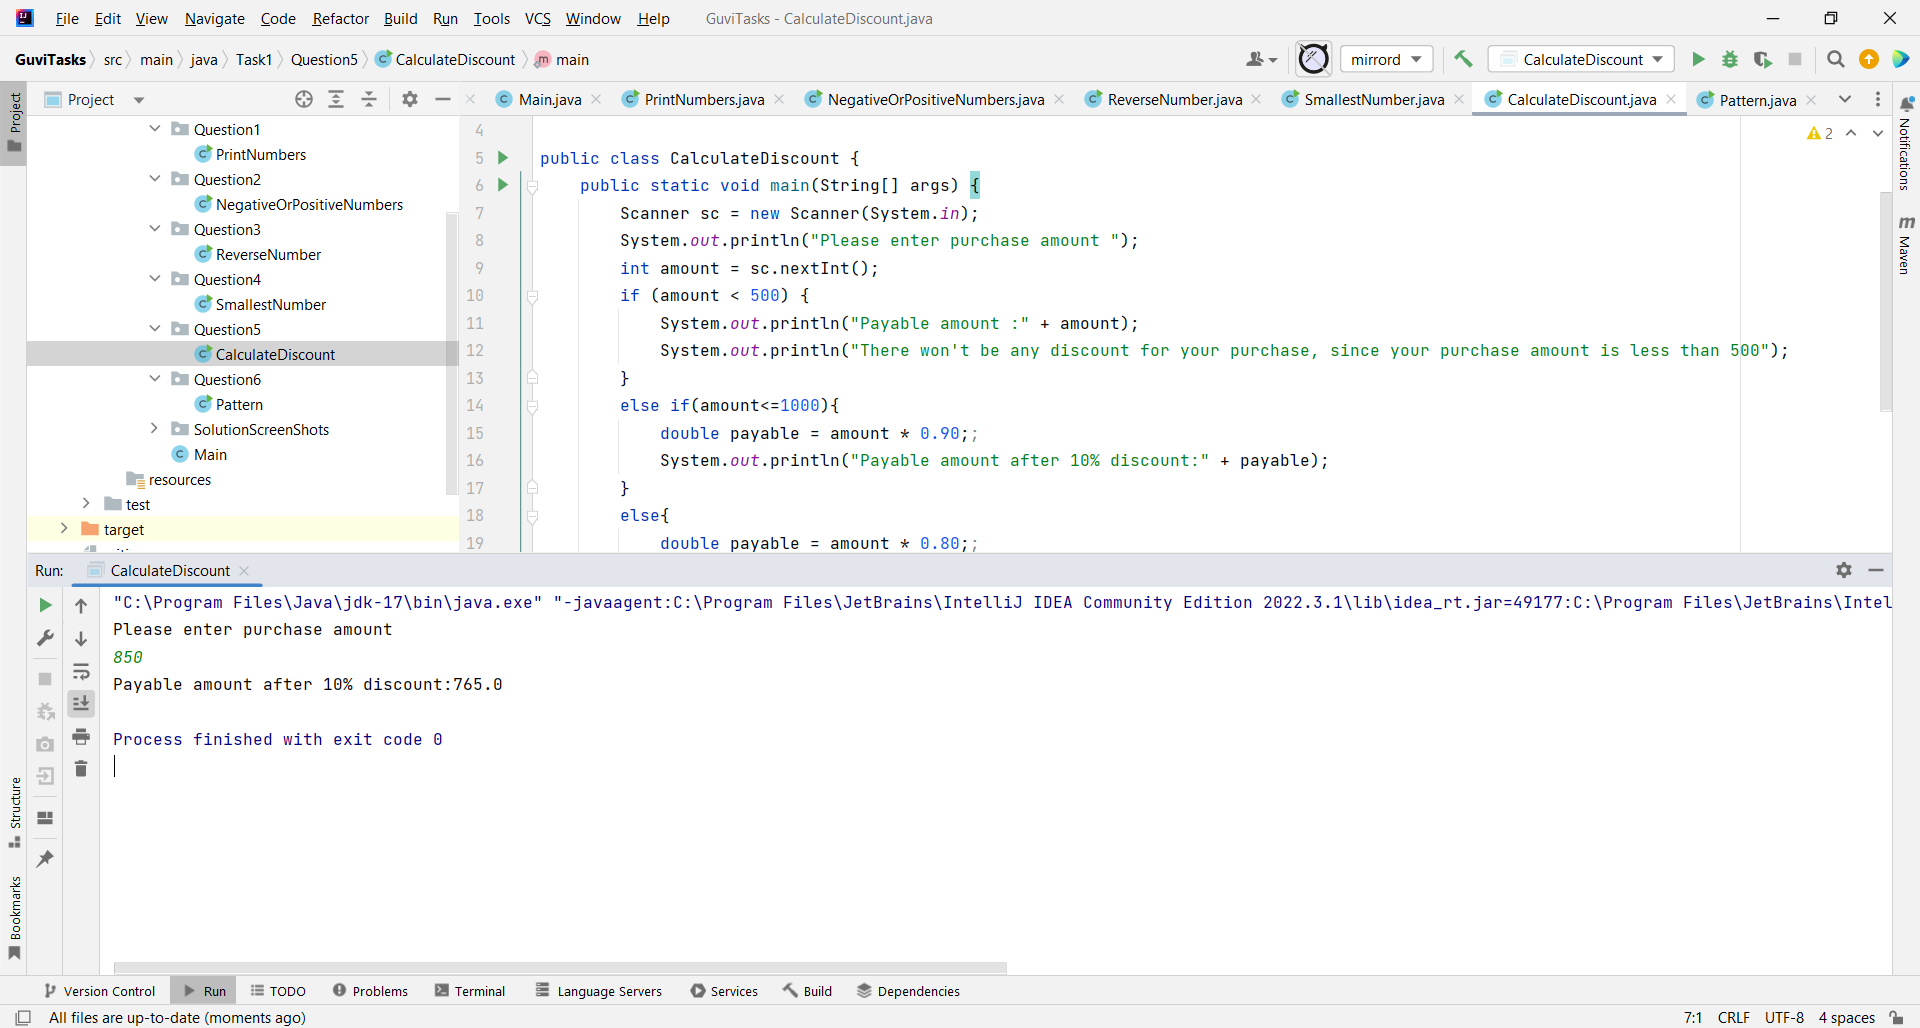 File Edit View Navigate Code Refactor Build Run Tools VCS Window Help GuviTasks - CalculateDiscount.java
GuviTasks src main java Task1 Question5 CalculateDiscount main mirrord CalculateDiscount
Project
Project
Main.java PrintNumbers.java NegativeOrPositiveNumbers.java ReverseNumber.java SmallestNumber.java CalculateDiscount.java Pattern.java
Notifications
Maven
Question1
PrintNumbers
Question2
NegativeOrPositiveNumbers
Question3
ReverseNumber
Question4
SmallestNumber
Question5
CalculateDiscount
Question6
Pattern
SolutionScreenShots
Main
resources
test
target
2
4
5 public class CalculateDiscount {
6 public static void main(String[] args) {
7 Scanner sc = new Scanner(System.in);
8 System.out.println("Please enter purchase amount ");
9 int amount = sc.nextInt();
10 if (amount < 500) {
11 System.out.println("Payable amount :" + amount);
12 System.out.println("There won't be any discount for your purchase, since your purchase amount is less than 500");
13 }
14 else if(amount<=1000){
15 double payable = amount * 0.90;;
16 System.out.println("Payable amount after 10% discount:" + payable);
17 }
18 else{
19 double payable = amount * 0.80;;
Run: CalculateDiscount
"C:\Program Files\Java\jdk-17\bin\java.exe" "-javaagent:C:\Program Files\JetBrains\IntelliJ IDEA Community Edition 2022.3.1\lib\idea_rt.jar=49177:C:\Program Files\JetBrains\Intel
Please enter purchase amount
850
Payable amount after 10% discount:765.0
Process finished with exit code 0
Structure
Bookmarks
Version Control Run TODO Problems Terminal Language Servers Services Build Dependencies
All files are up-to-date (moments ago) 7:1 CRLF UTF-8 4 spaces